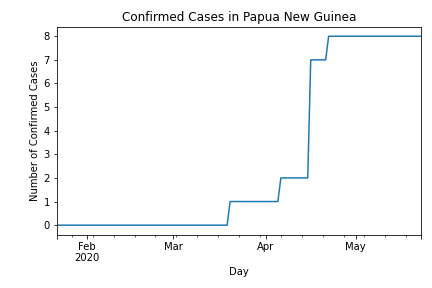 Confirmed Cases in Papua New Guinea
Number of Confirmed Cases
8
7
6
5
4
3
2
1
0
Feb Mar Apr May
2020
Day